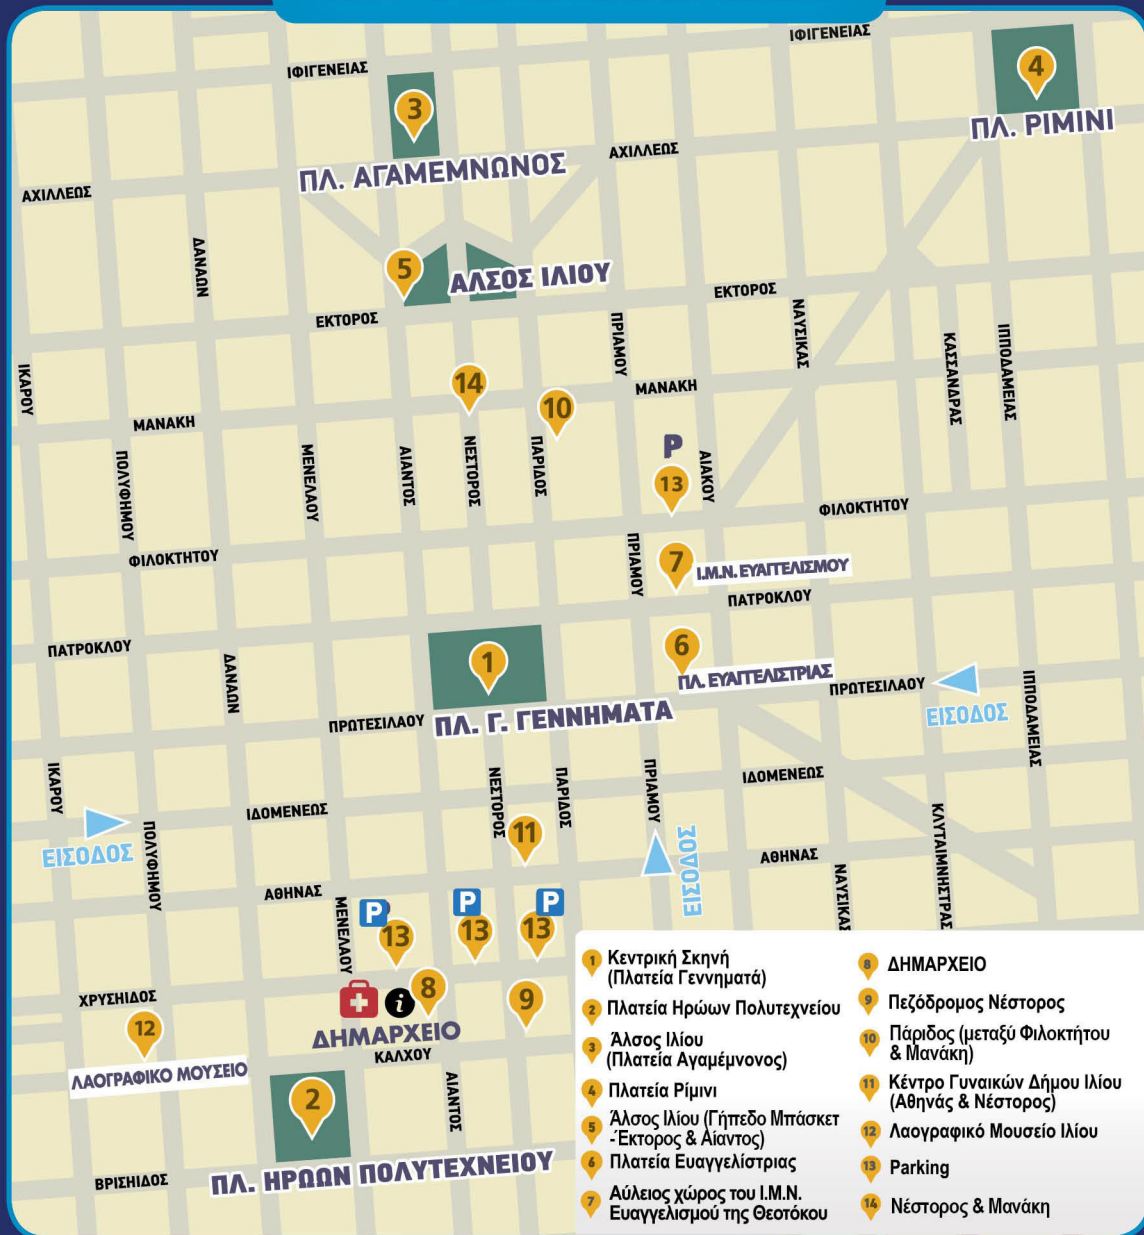 ΙΦΙΓΕΝΕΙΑΣ
ΙΦΙΓΕΝΕΙΑΣ
3
4
ΠΛ. ΡΙΜΙΝΙ
ΠΛ. ΑΓΑΜΕΜΝΩΝΟΣ
ΑΧΙΛΛΕΩΣ
ΑΧΙΛΛΕΩΣ
ΔΑΝΑΩΝ
5
ΑΛΣΟΣ ΙΛΙΟΥ
ΕΚΤΟΡΟΣ
ΕΚΤΟΡΟΣ
ΠΡΙΑΜΟΥ
ΝΑΥΣΙΚΑΣ
ΚΑΣΣΑΝΔΡΑΣ
ΙΠΠΟΔΑΜΕΙΑΣ
ΙΚΑΡΟΥ
14
10
ΜΑΝΑΚΗ
ΜΑΝΑΚΗ
ΠΟΛΥΦΗΜΟΥ
ΜΕΝΕΛΑΟΥ
ΑΙΑΝΤΟΣ
ΝΕΣΤΟΡΟΣ
ΠΑΡΙΔΟΣ
P
13
ΑΙΑΚΟΥ
ΦΙΛΟΚΤΗΤΟΥ
ΦΙΛΟΚΤΗΤΟΥ
ΠΡΙΑΜΟΥ
7
Ι.Μ.Ν. ΕΥΑΓΓΕΛΙΣΜΟΥ
ΠΑΤΡΟΚΛΟΥ
ΠΑΤΡΟΚΛΟΥ
ΔΑΝΑΩΝ
1
6
ΠΛ. ΕΥΑΓΓΕΛΙΣΤΡΙΑΣ
ΠΡΩΤΕΣΙΛΑΟΥ
ΕΙΣΟΔΟΣ
ΙΠΠΟΔΑΜΕΙΑΣ
ΠΡΩΤΕΣΙΛΑΟΥ
ΠΛ. Γ. ΓΕΝΝΗΜΑΤΑ
ΙΚΑΡΟΥ
ΝΕΣΤΟΡΟΣ
ΠΑΡΙΔΟΣ
ΠΡΙΑΜΟΥ
ΙΔΟΜΕΝΕΩΣ
ΙΔΟΜΕΝΕΩΣ
ΕΙΣΟΔΟΣ
ΠΟΛΥΦΗΜΟΥ
11
ΕΙΣΟΔΟΣ
ΑΘΗΝΑΣ
ΑΘΗΝΑΣ
ΝΑΥΣΙΚΑΣ
ΚΛΥΤΑΙΜΝΗΣΤΡΑΣ
ΜΕΝΕΛΑΟΥ
P
P
P
13
13
13
ΧΡΥΣΗΙΔΟΣ
i
8
9
12
ΔΗΜΑΡΧΕΙΟ
ΚΑΛΧΟΥ
ΛΑΟΓΡΑΦΙΚΟ ΜΟΥΣΕΙΟ
2
ΑΙΑΝΤΟΣ
ΒΡΙΣΗΙΔΟΣ
ΠΛ. ΗΡΩΩΝ ΠΟΛΥΤΕΧΝΕΙΟΥ
1 Κεντρική Σκηνή
(Πλατεία Γεννηματά)
2 Πλατεία Ηρώων Πολυτεχνείου
3 Άλσος Ιλίου
(Πλατεία Αγαμέμνονος)
4 Πλατεία Ρίμινι
5 Άλσος Ιλίου (Γήπεδο Μπάσκετ
-Έκτορος & Αίαντος)
6 Πλατεία Ευαγγελίστριας
7 Αύλειος χώρος του Ι.Μ.Ν.
Ευαγγελισμού της Θεοτόκου
8 ΔΗΜΑΡΧΕΙΟ
9 Πεζόδρομος Νέστορος
10 Πάριδος (μεταξύ Φιλοκτήτου
& Μανάκη)
11 Κέντρο Γυναικών Δήμου Ιλίου
(Αθηνάς & Νέστορος)
12 Λαογραφικό Μουσείο Ιλίου
13 Parking
14 Νέστορος & Μανάκη